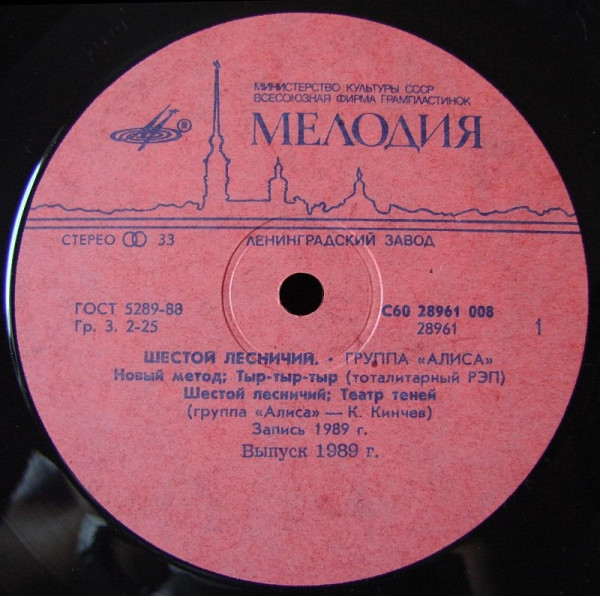 МИНИСТЕРСТВО КУЛЬТУРЫ СССР
ВСЕСОЮЗНАЯ ФИРМА ГРАМПЛАСТИНОК
®
МЕЛОДИЯ
СТЕРЕО 33 ЛЕНИНГРАДСКИЙ ЗАВОД
ГОСТ 5289-88 С60 28961 008
Гр. 3. 2-25 28961 1
ШЕСТОЙ ЛЕСНИЧИЙ. · ГРУППА «АЛИСА»
Новый метод; Тыр-тыр-тыр (тоталитарный РЭП)
Шестой лесничий; Театр теней
(группа «Алиса» — К. Кинчев)
Запись 1989 г.
Выпуск 1989 г.